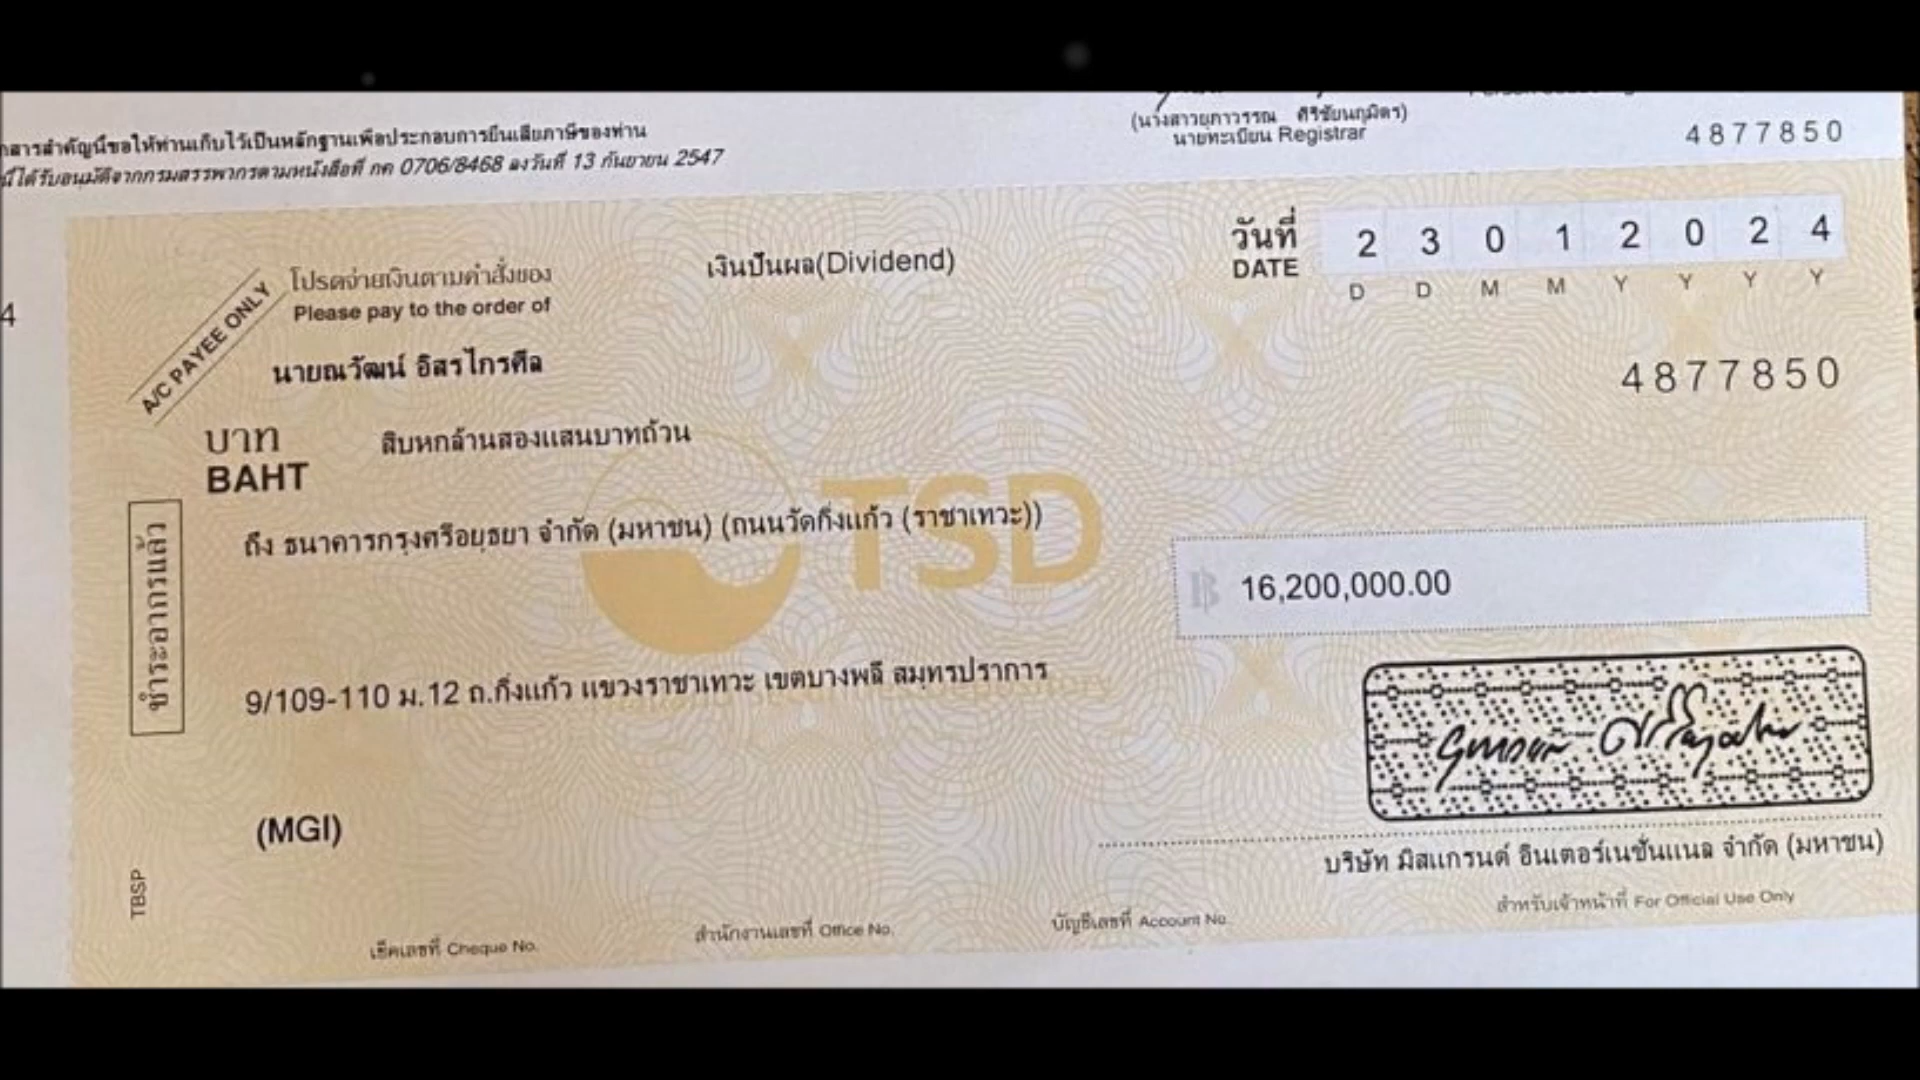 กสารสำคัญนี้ขอให้ท่านเก็บไว้เป็นหลักฐานเพื่อประกอบการยื่นเสียภาษีของท่าน
นี้ได้รับอนุมัติจากกรมสรรพากรตามหนังสือที่ กค 0706/8468 ลงวันที่ 13 กันยายน 2547
(นางสาวยุภาวรรณ ศิริชัยนฤมิตร)
นายทะเบียน Registrar
4877850
วันที่ 2 3 0 1 2 0 2 4
DATE D D M M Y Y Y Y
4
A/C PAYEE ONLY
โปรดจ่ายเงินตามคำสั่งของ
Please pay to the order of
เงินปันผล(Dividend)
นายณวัฒน์ อิสรไกรศีล
4877850
บาท สิบหกล้านสองแสนบาทถ้วน
BAHT
TSD
ถึง ธนาคารกรุงศรีอยุธยา จำกัด (มหาชน) (ถนนวัดกิ่งแก้ว (ราชาเทวะ))
฿ 16,200,000.00
ชำระอากรแล้ว
9/109-110 ม.12 ถ.กิ่งแก้ว แขวงราชาเทวะ เขตบางพลี สมุทรปราการ
(MGI)
บริษัท มิสแกรนด์ อินเตอร์เนชั่นแนล จำกัด (มหาชน)
สำหรับเจ้าหน้าที่ For Official Use Only
TBSP
เช็คเลขที่ Cheque No.
สำนักงานเลขที่ Office No.
บัญชีเลขที่ Account No.